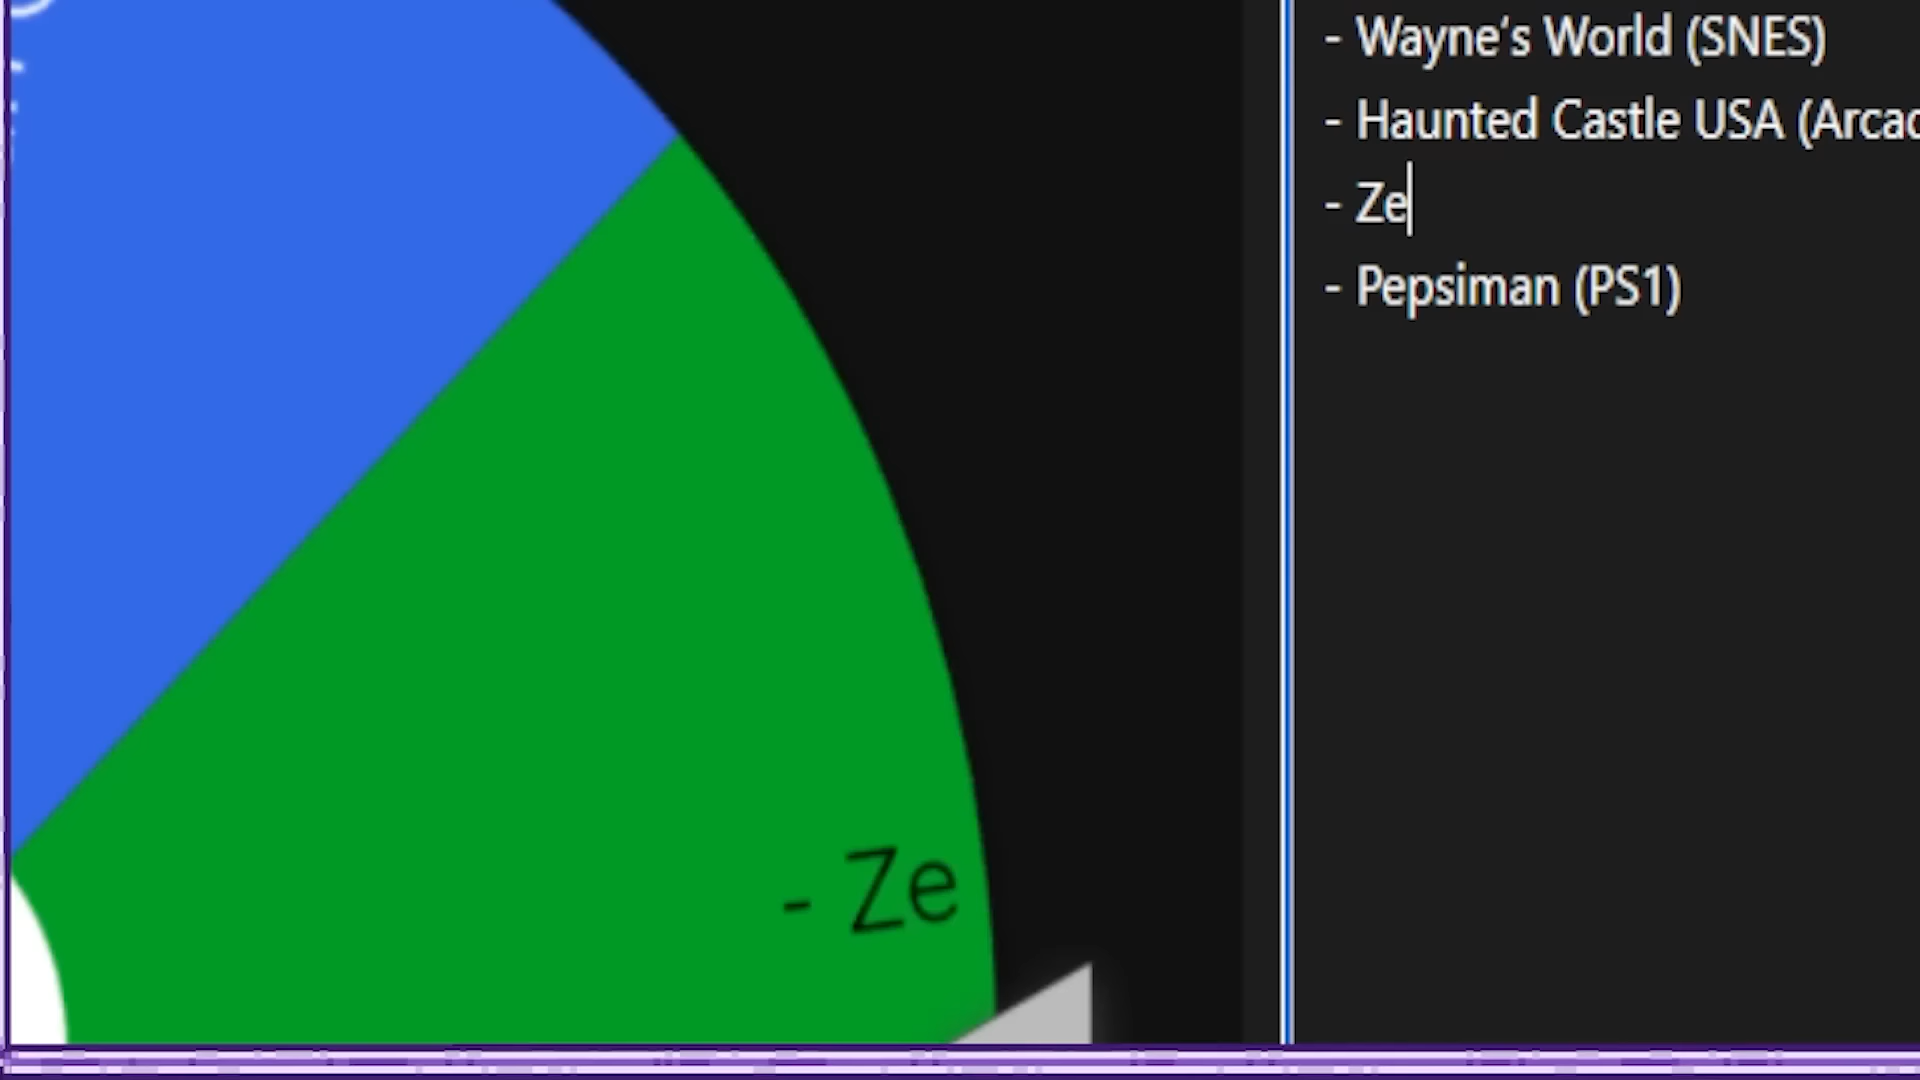 - Wayne's World (SNES)
- Haunted Castle USA (Arcad
- Ze
- Pepsiman (PS1)
- Ze